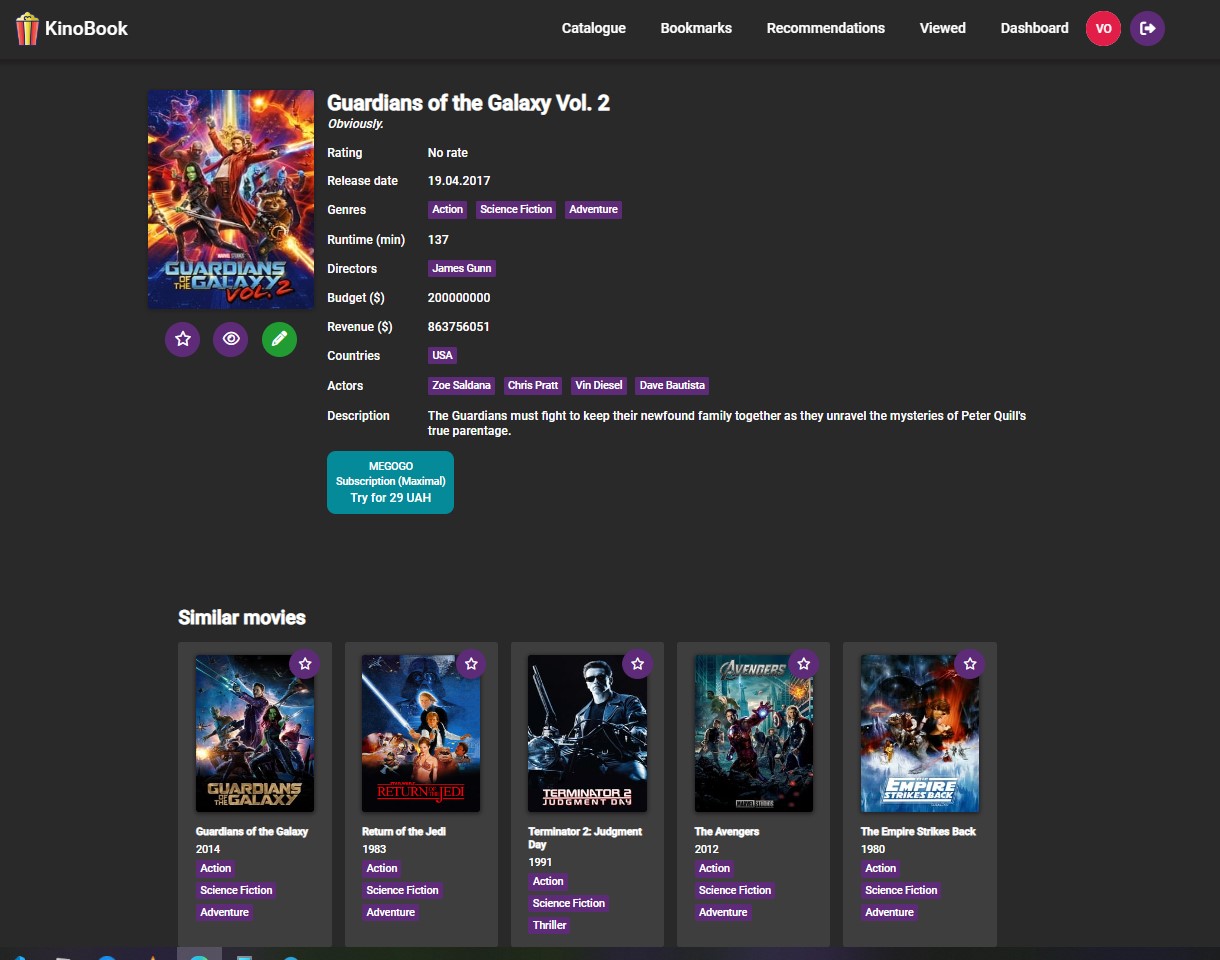 KinoBook
Catalogue Bookmarks Recommendations Viewed Dashboard VO
Guardians of the Galaxy Vol. 2
Obviously.
Rating No rate
Release date 19.04.2017
Genres Action Science Fiction Adventure
Runtime (min) 137
Directors James Gunn
Budget ($) 200000000
Revenue ($) 863756051
Countries USA
Actors Zoe Saldana Chris Pratt Vin Diesel Dave Bautista
Description The Guardians must fight to keep their newfound family together as they unravel the mysteries of Peter Quill's
true parentage.
MARVEL STUDIOS
GUARDIANS
OF THE GALAXY
VOL. 2
MEGOGO
Subscription (Maximal)
Try for 29 UAH
Similar movies
GUARDIANS
OF THE GALAXY
Guardians of the Galaxy
2014
Action
Science Fiction
Adventure
RETURN OF THE JEDI
Return of the Jedi
1983
Action
Science Fiction
Adventure
TERMINATOR 2
JUDGMENT DAY
Terminator 2: Judgment
Day
1991
Action
Science Fiction
Thriller
AVENGERS
MARVEL STUDIOS
The Avengers
2012
Action
Science Fiction
Adventure
THE EMPIRE
STRIKES BACK
The Empire Strikes Back
1980
Action
Science Fiction
Adventure